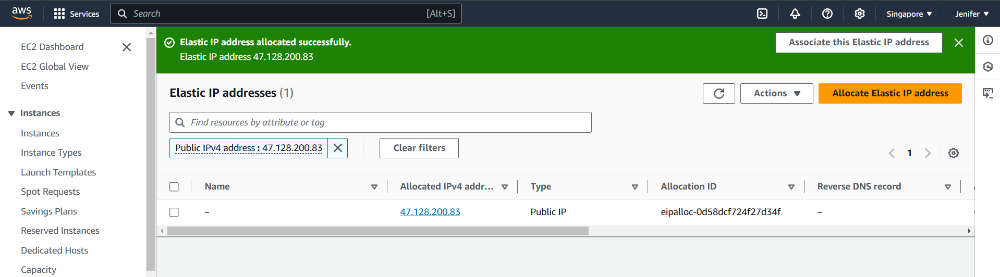 aws
Services
Search
[Alt+S]
Singapore
Jenifer
EC2 Dashboard
EC2 Global View
Events
Instances
Instances
Instance Types
Launch Templates
Spot Requests
Savings Plans
Reserved Instances
Dedicated Hosts
Capacity
Elastic IP address allocated successfully.
Elastic IP address 47.128.200.83
Associate this Elastic IP address
Elastic IP addresses (1)
Actions
Allocate Elastic IP address
Find resources by attribute or tag
Public IPv4 address : 47.128.200.83
Clear filters
1
Name
Allocated IPv4 addr...
Type
Allocation ID
Reverse DNS record
–
47.128.200.83
Public IP
eipalloc-0d58dcf724f27d34f
–